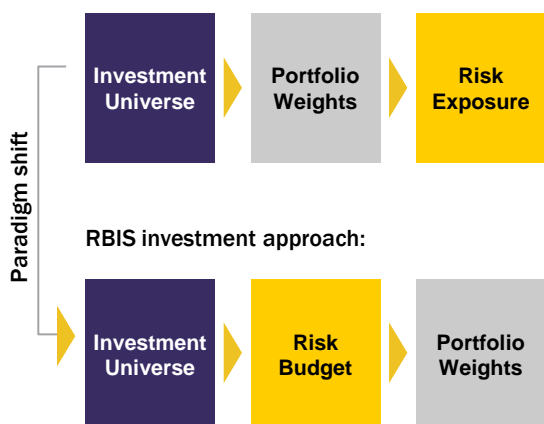 Investment
Universe
Portfolio
Weights
Risk
Exposure
Paradigm shift
RBIS investment approach:
Investment
Universe
Risk
Budget
Portfolio
Weights